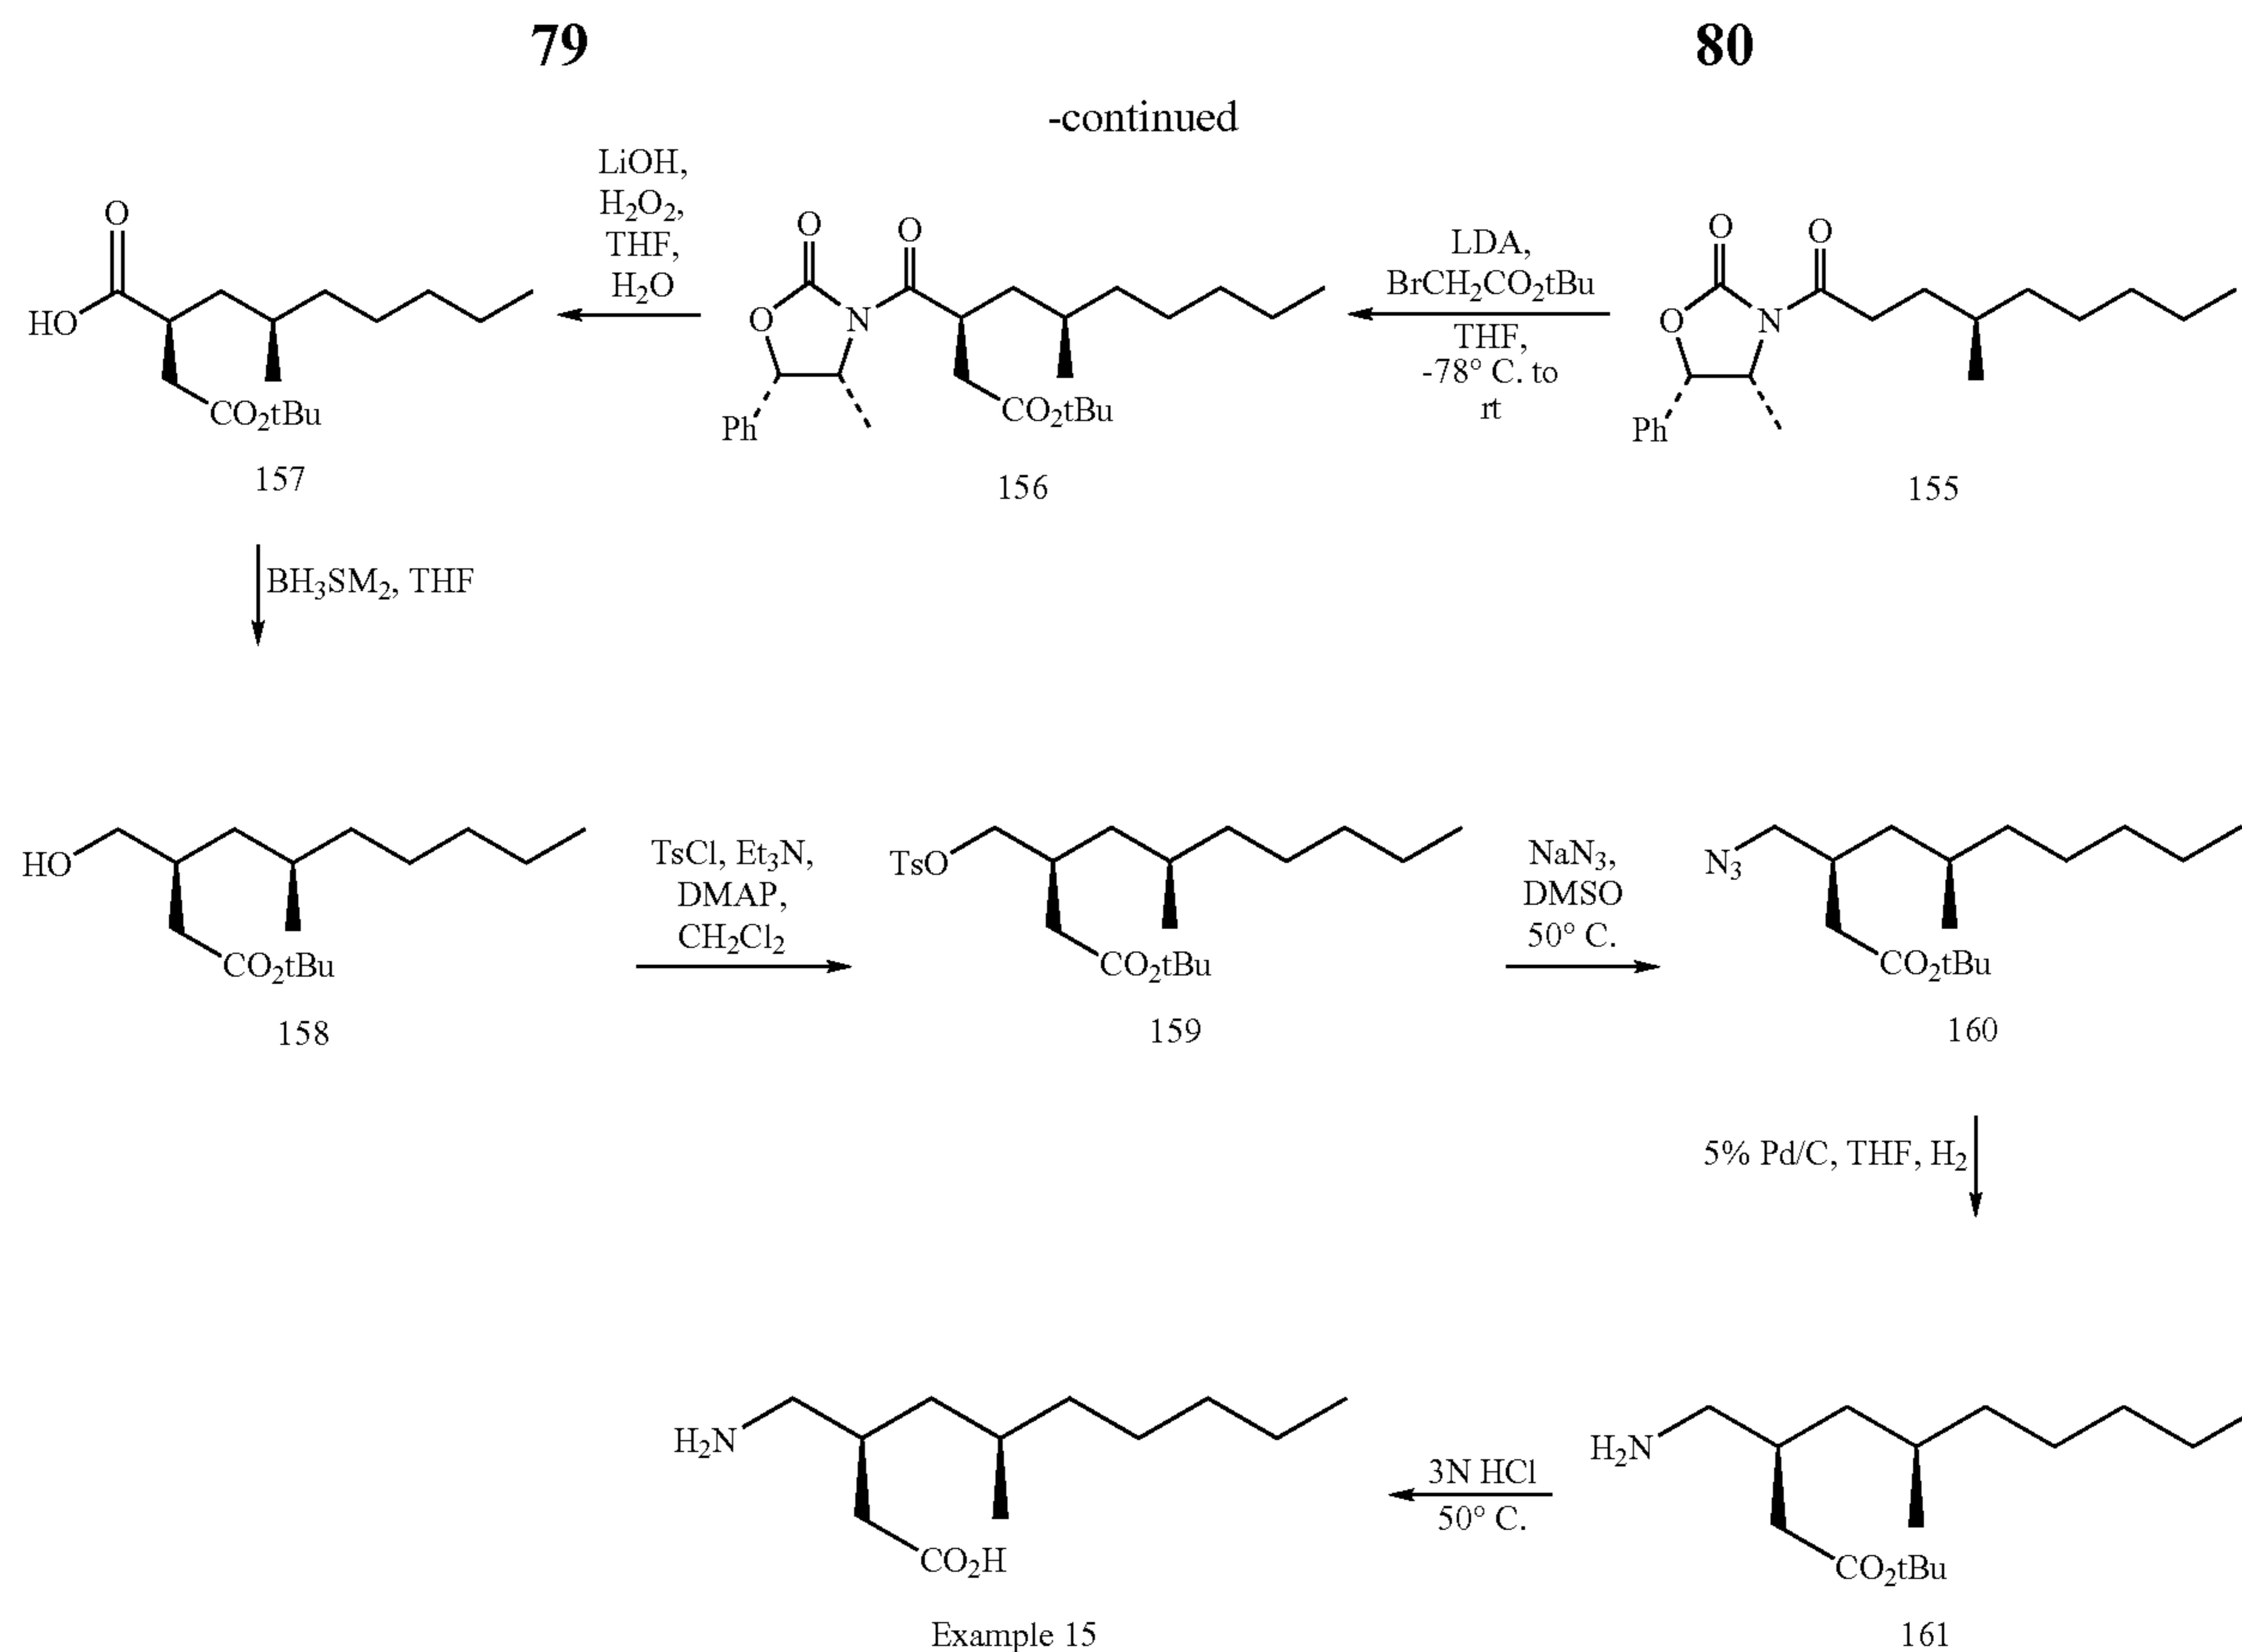 79
80
-continued
LiOH,
H2O2,
THF,
H2O
O
HO
CO2tBu
157
O
O
O
N
Ph
CO2tBu
156
LDA,
BrCH2CO2tBu
THF,
-78° C. to
rt
O
O
O
N
Ph
155
BH3SM2, THF
HO
CO2tBu
158
TsCl, Et3N,
DMAP,
CH2Cl2
TsO
CO2tBu
159
NaN3,
DMSO
50° C.
N3
CO2tBu
160
5% Pd/C, THF, H2
H2N
CO2H
Example 15
3N HCl
50° C.
H2N
CO2tBu
161